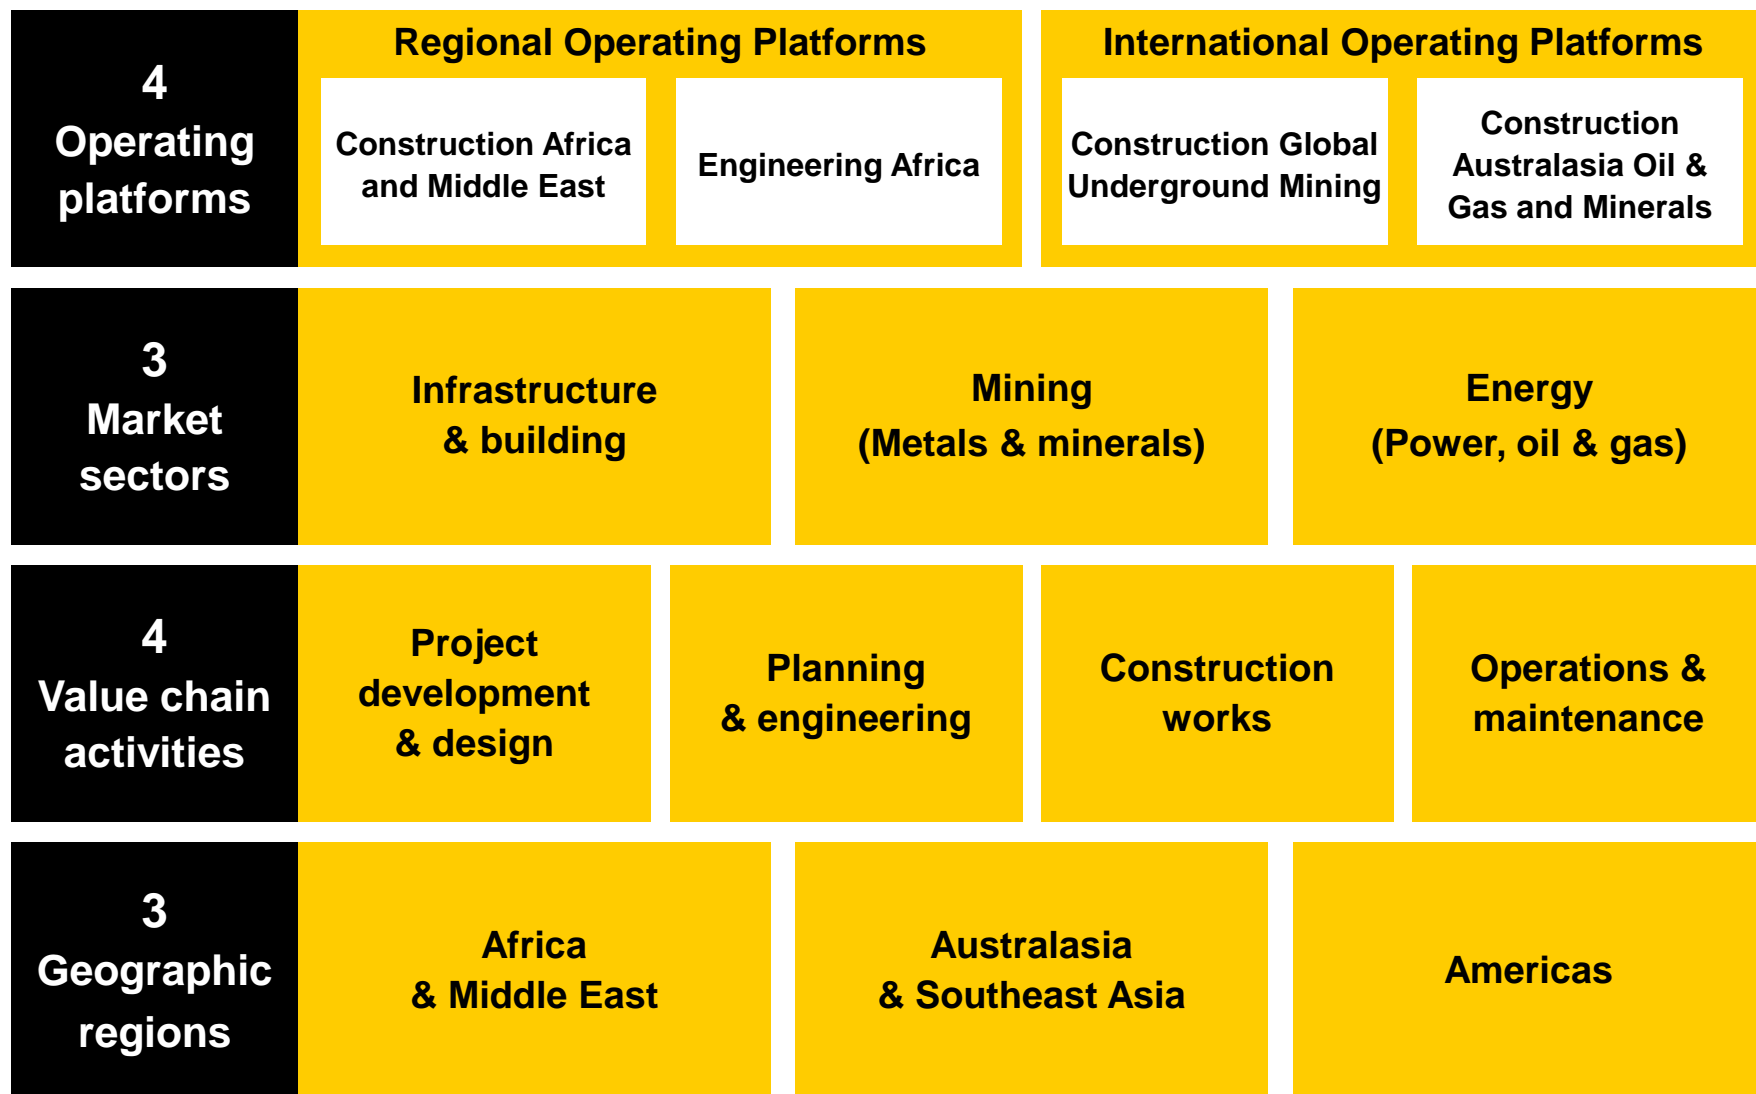 4
Operating
platforms
Regional Operating Platforms
Construction Africa
and Middle East
Engineering Africa
International Operating Platforms
Construction Global
Underground Mining
Construction
Australasia Oil &
Gas and Minerals
3
Market
sectors
Infrastructure
& building
Mining
(Metals & minerals)
Energy
(Power, oil & gas)
4
Value chain
activities
Project
development
& design
Planning
& engineering
Construction
works
Operations &
maintenance
3
Geographic
regions
Africa
& Middle East
Australasia
& Southeast Asia
Americas